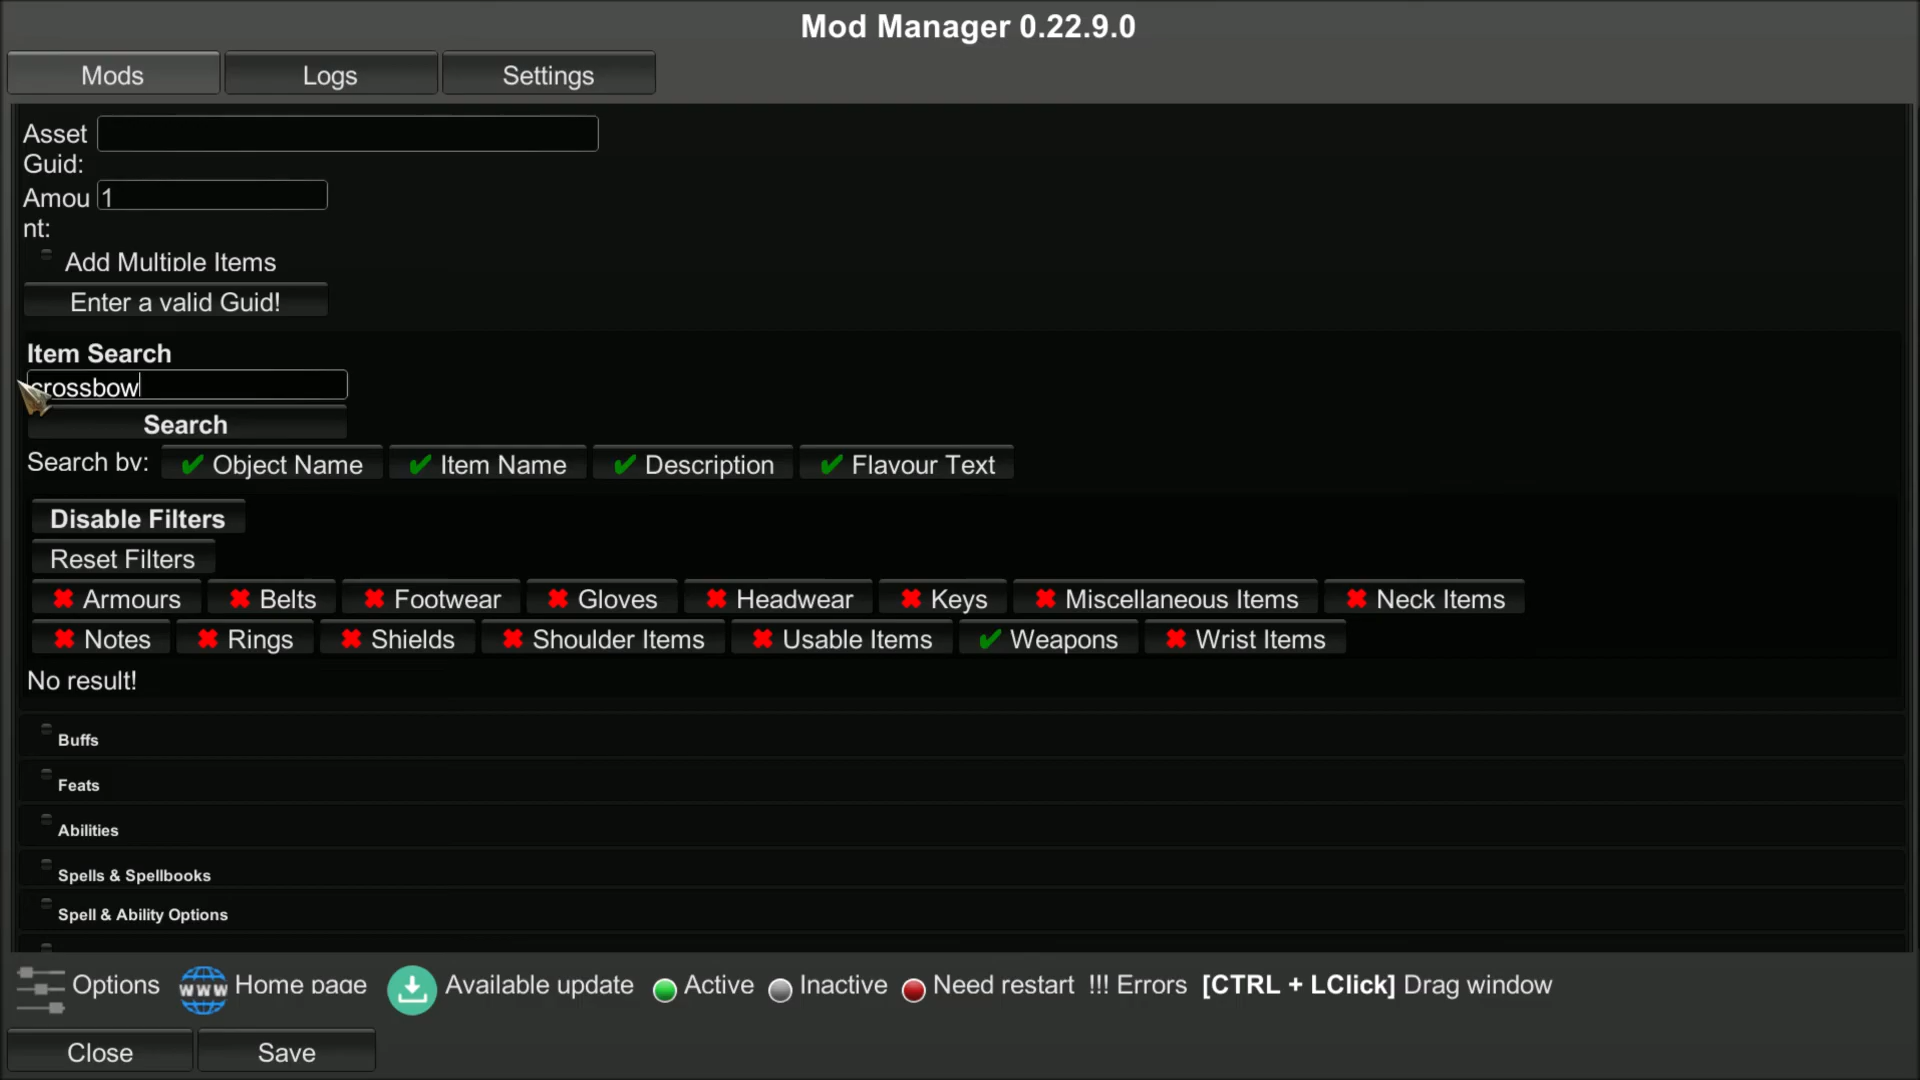 Mod Manager 0.22.9.0
Mods Logs Settings
Asset
Guid:
Amou 1
nt:
Add Multiple Items
Enter a valid Guid!
Item Search
crossbow
Search
Search by: ✔ Object Name ✔ Item Name ✔ Description ✔ Flavour Text
Disable Filters
Reset Filters
✖ Armours ✖ Belts ✖ Footwear ✖ Gloves ✖ Headwear ✖ Keys ✖ Miscellaneous Items ✖ Neck Items
✖ Notes ✖ Rings ✖ Shields ✖ Shoulder Items ✖ Usable Items ✔ Weapons ✖ Wrist Items
No result!
Buffs
Feats
Abilities
Spells & Spellbooks
Spell & Ability Options
Options www Home page Available update Active Inactive Need restart !!! Errors [CTRL + LClick] Drag window
Close Save